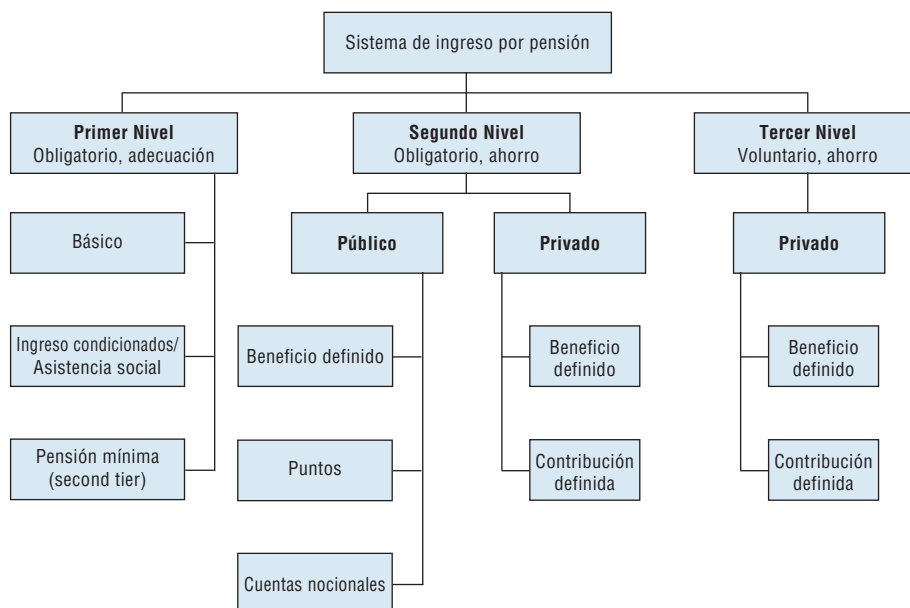 Sistema de ingreso por pensión
Primer Nivel
Obligatorio, adecuación
Segundo Nivel
Obligatorio, ahorro
Tercer Nivel
Voluntario, ahorro
Básico
Ingreso condicionados/
Asistencia social
Pensión mínima
(second tier)
Público
Beneficio definido
Puntos
Cuentas nocionales
Privado
Beneficio
definido
Contribución
definida
Privado
Beneficio
definido
Contribución
definida